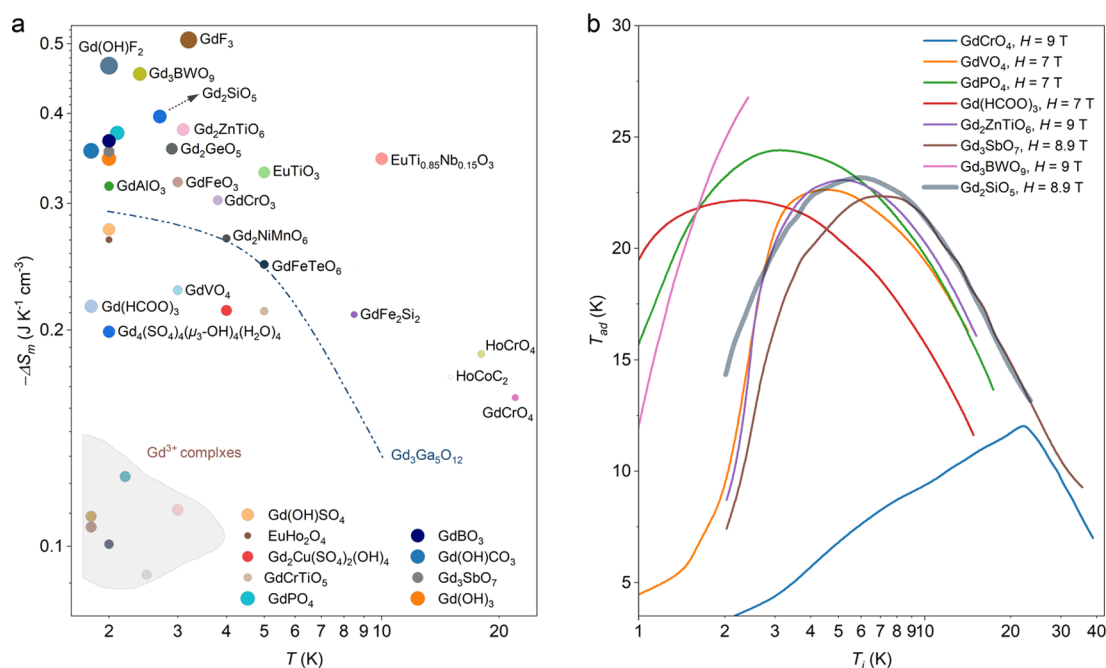 a
0.5
0.4
0.3
0.2
0.1
−ΔSₘ (J K⁻¹ cm⁻³)
Gd(OH)F₂
GdF₃
Gd₃BWO₉
Gd₂SiO₅
Gd₂ZnTiO₆
Gd₂GeO₅
EuTi₀.₈₅Nb₀.₁₅O₃
EuTiO₃
GdAlO₃
GdFeO₃
GdCrO₃
Gd₂NiMnO₆
GdFeTeO₆
GdVO₄
Gd(HCOO)₃
GdFe₂Si₂
Gd₄(SO₄)₄(μ₃-OH)₄(H₂O)₄
HoCrO₄
HoCoC₂
GdCrO₄
Gd³⁺ complxes
Gd₃Ga₅O₁₂
Gd(OH)SO₄
EuHo₂O₄
Gd₂Cu(SO₄)₂(OH)₄
GdCrTiO₅
GdPO₄
GdBO₃
Gd(OH)CO₃
Gd₃SbO₇
Gd(OH)₃
2 3 4 5 6 7 8 9 10 20
T (K)
b
30
25
20
15
10
5
T_ad (K)
GdCrO₄, H = 9 T
GdVO₄, H = 7 T
GdPO₄, H = 7 T
Gd(HCOO)₃, H = 7 T
Gd₂ZnTiO₆, H = 9 T
Gd₃SbO₇, H = 8.9 T
Gd₃BWO₉, H = 9 T
Gd₂SiO₅, H = 8.9 T
1 2 3 4 5 6 7 8 9 10 20 30 40
T_i (K)